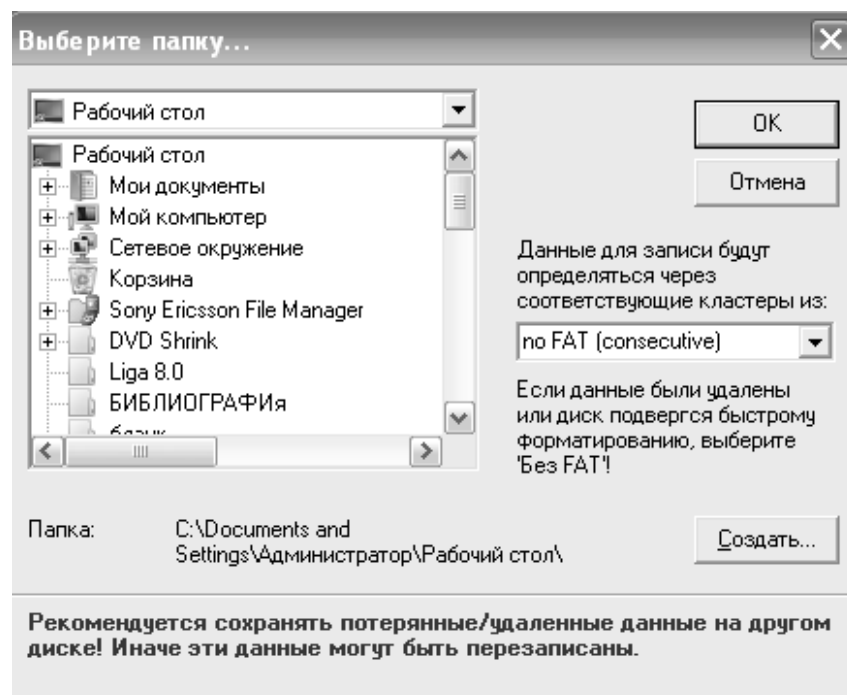 Выберите папку...
Рабочий стол
OK
Рабочий стол
Мои документы
Отмена
Мой компьютер
Сетевое окружение
Корзина
Sony Ericsson File Manager
DVD Shrink
Liga 8.0
БИБЛИОГРАФИя
бланк
Данные для записи будут
определяться через
соответствующие кластеры из:
no FAT (consecutive)
Если данные были удалены
или диск подвергся быстрому
форматированию, выберите
'Без FAT'!
Папка:
C:\Documents and
Settings\Администратор\Рабочий стол\
Создать...
Рекомендуется сохранять потерянные/удаленные данные на другом
диске! Иначе эти данные могут быть перезаписаны.